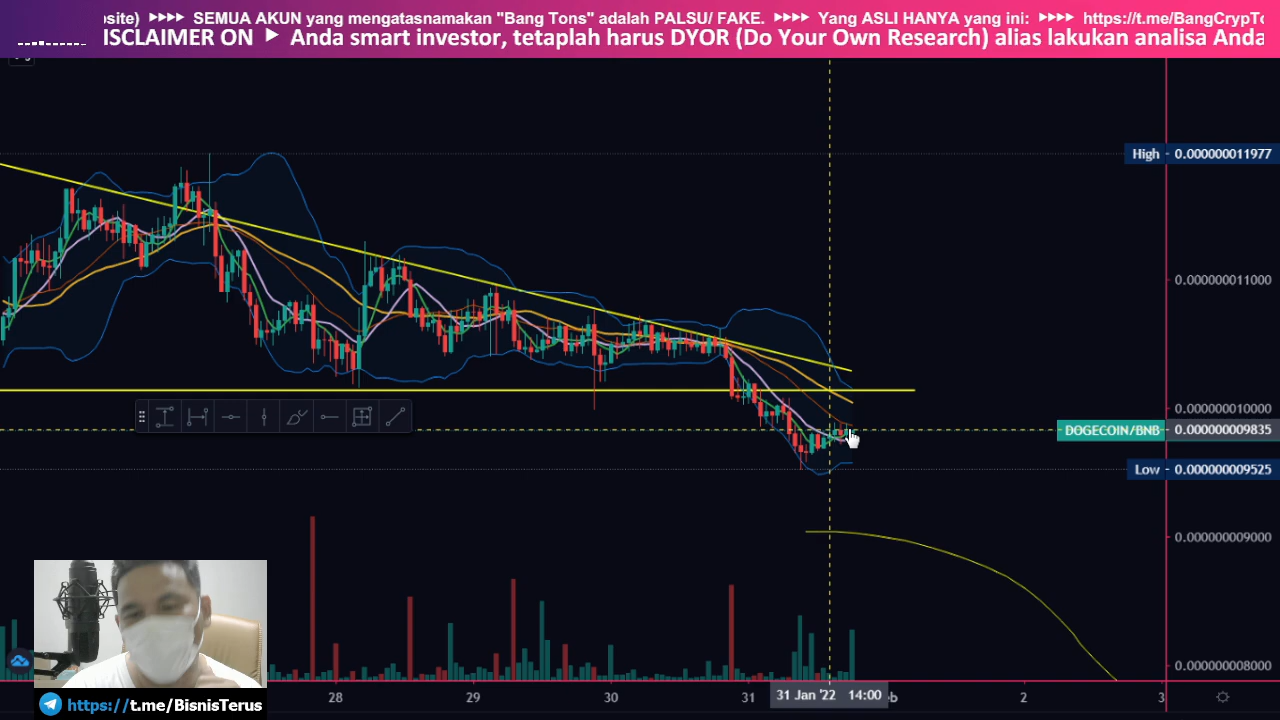 osite) SEMUA AKUN yang mengatasnamakan "Bang Tons" adalah PALSU/ FAKE. Yang ASLI HANYA yang ini: https://t.me/BangCrypTo
ISCLAIMER ON ▶ Anda smart investor, tetaplah harus DYOR (Do Your Own Research) alias lakukan analisa Anda
High 0.000000011977
0.000000011000
0.000000010000
DOGECOIN/BNB 0.000000009835
Low 0.000000009525
0.000000009000
0.000000008000
28 29 30 31 31 Jan '22 14:00 eb 2 3
https://t.me/BisnisTerus